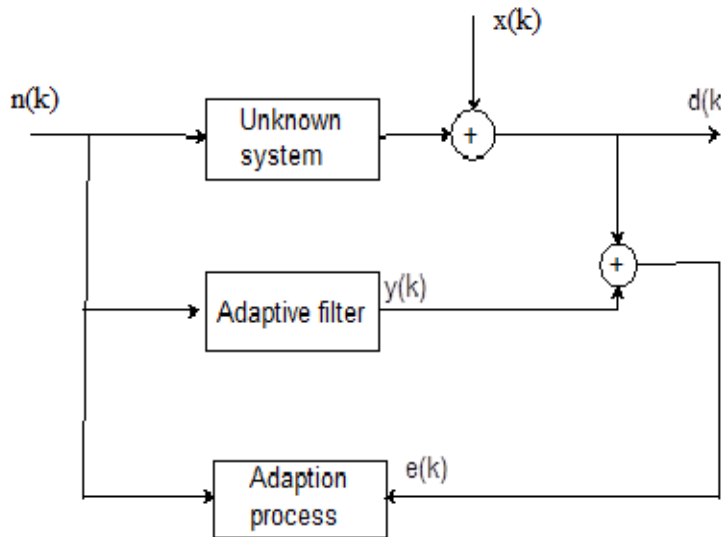 x(k)
n(k)
d(k
Unknown
system
+
+
y(k)
Adaptive filter
e(k)
Adaption
process